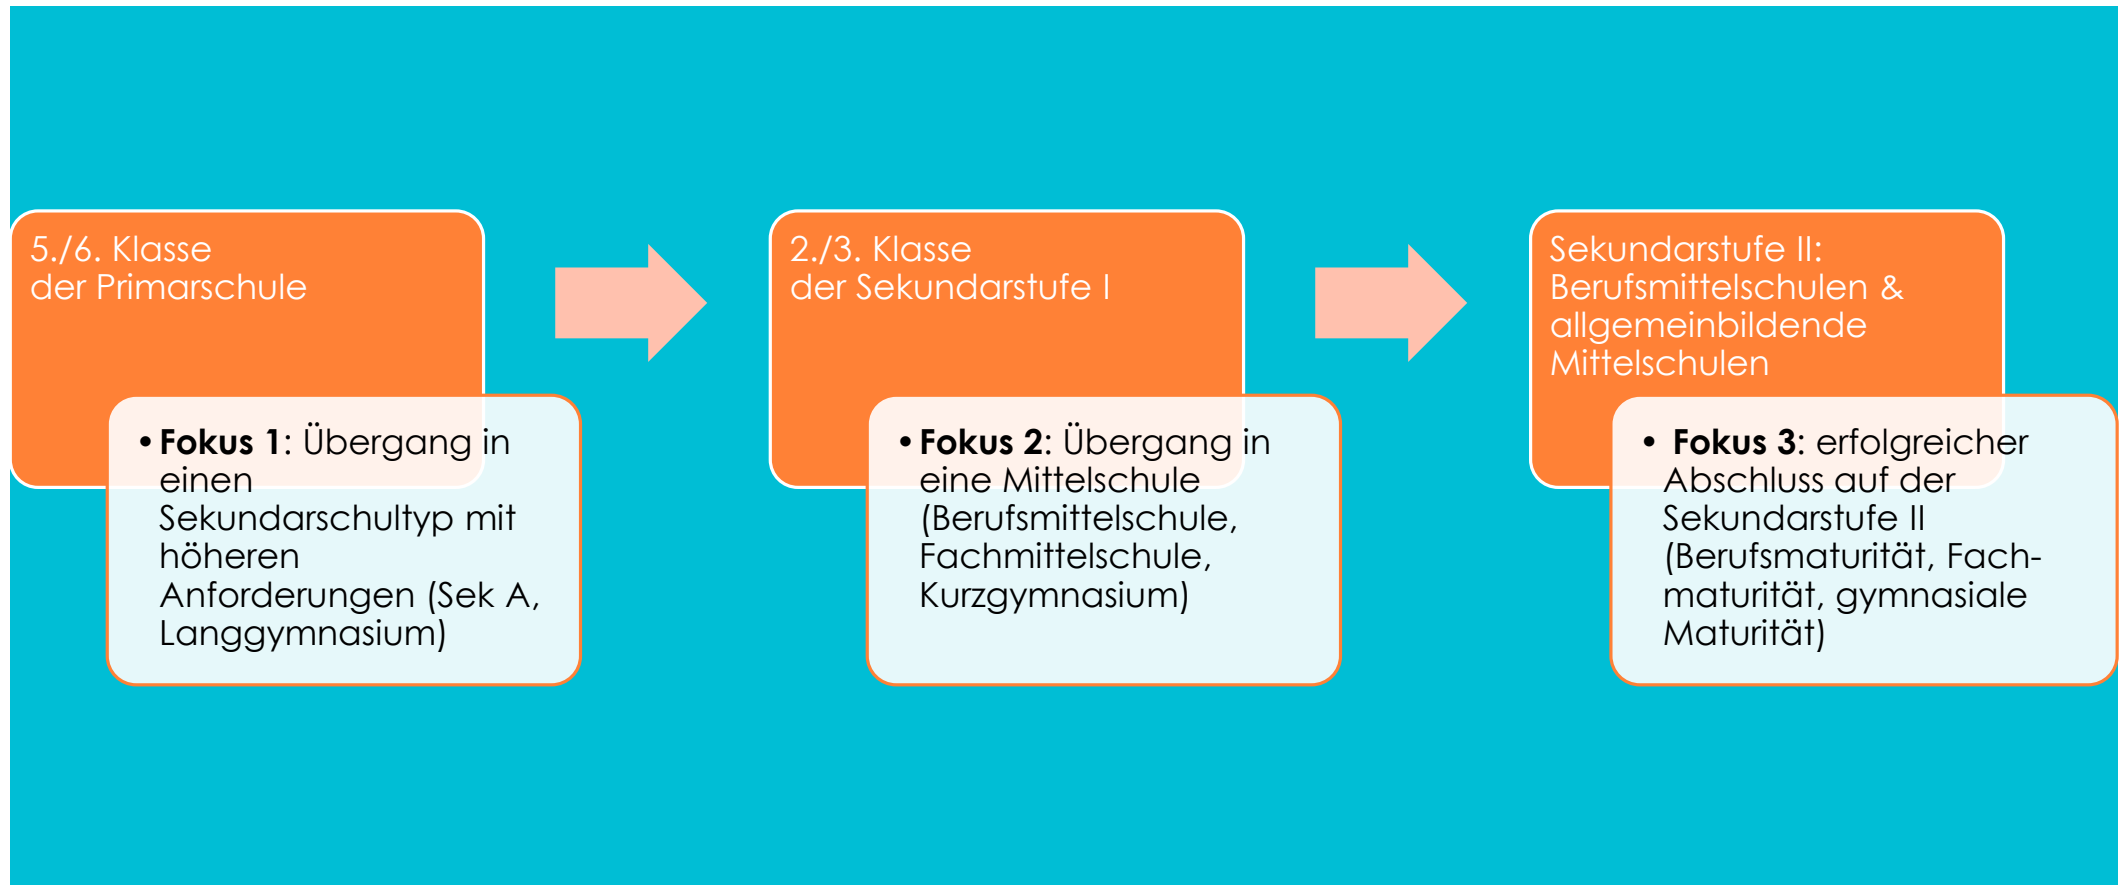 5./6. Klasse
der Primarschule
• Fokus 1: Übergang in
einen
Sekundarschultyp mit
höheren
Anforderungen (Sek A,
Langgymnasium)
2./3. Klasse
der Sekundarstufe I
• Fokus 2: Übergang in
eine Mittelschule
(Berufsmittelschule,
Fachmittelschule,
Kurzgymnasium)
Sekundarstufe II:
Berufsmittelschulen &
allgemeinbildende
Mittelschulen
• Fokus 3: erfolgreicher
Abschluss auf der
Sekundarstufe II
(Berufsmaturität, Fach-
maturität, gymnasiale
Maturität)